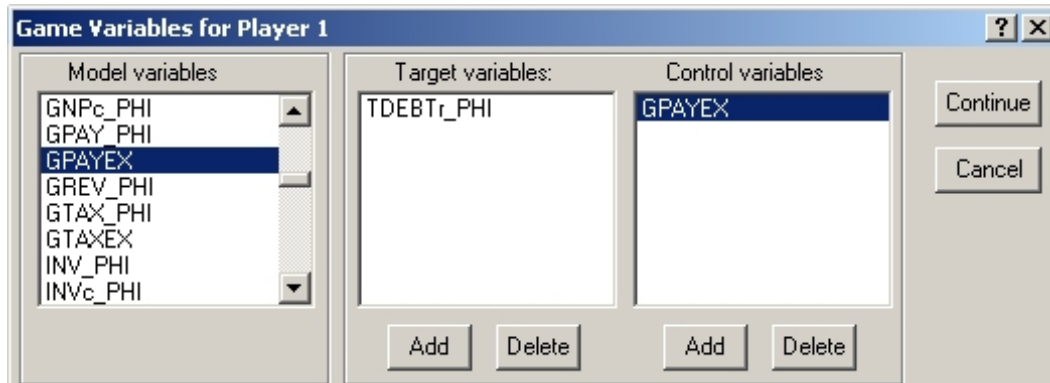 Game Variables for Player 1
Model variables
GNPc_PHI
GPAY_PHI
GPAYEX
GREV_PHI
GTAX_PHI
GTAXEX
INV_PHI
INVc_PHI
Target variables:
TDEBTr_PHI
Add Delete
Control variables
GPAYEX
Add Delete
Continue
Cancel